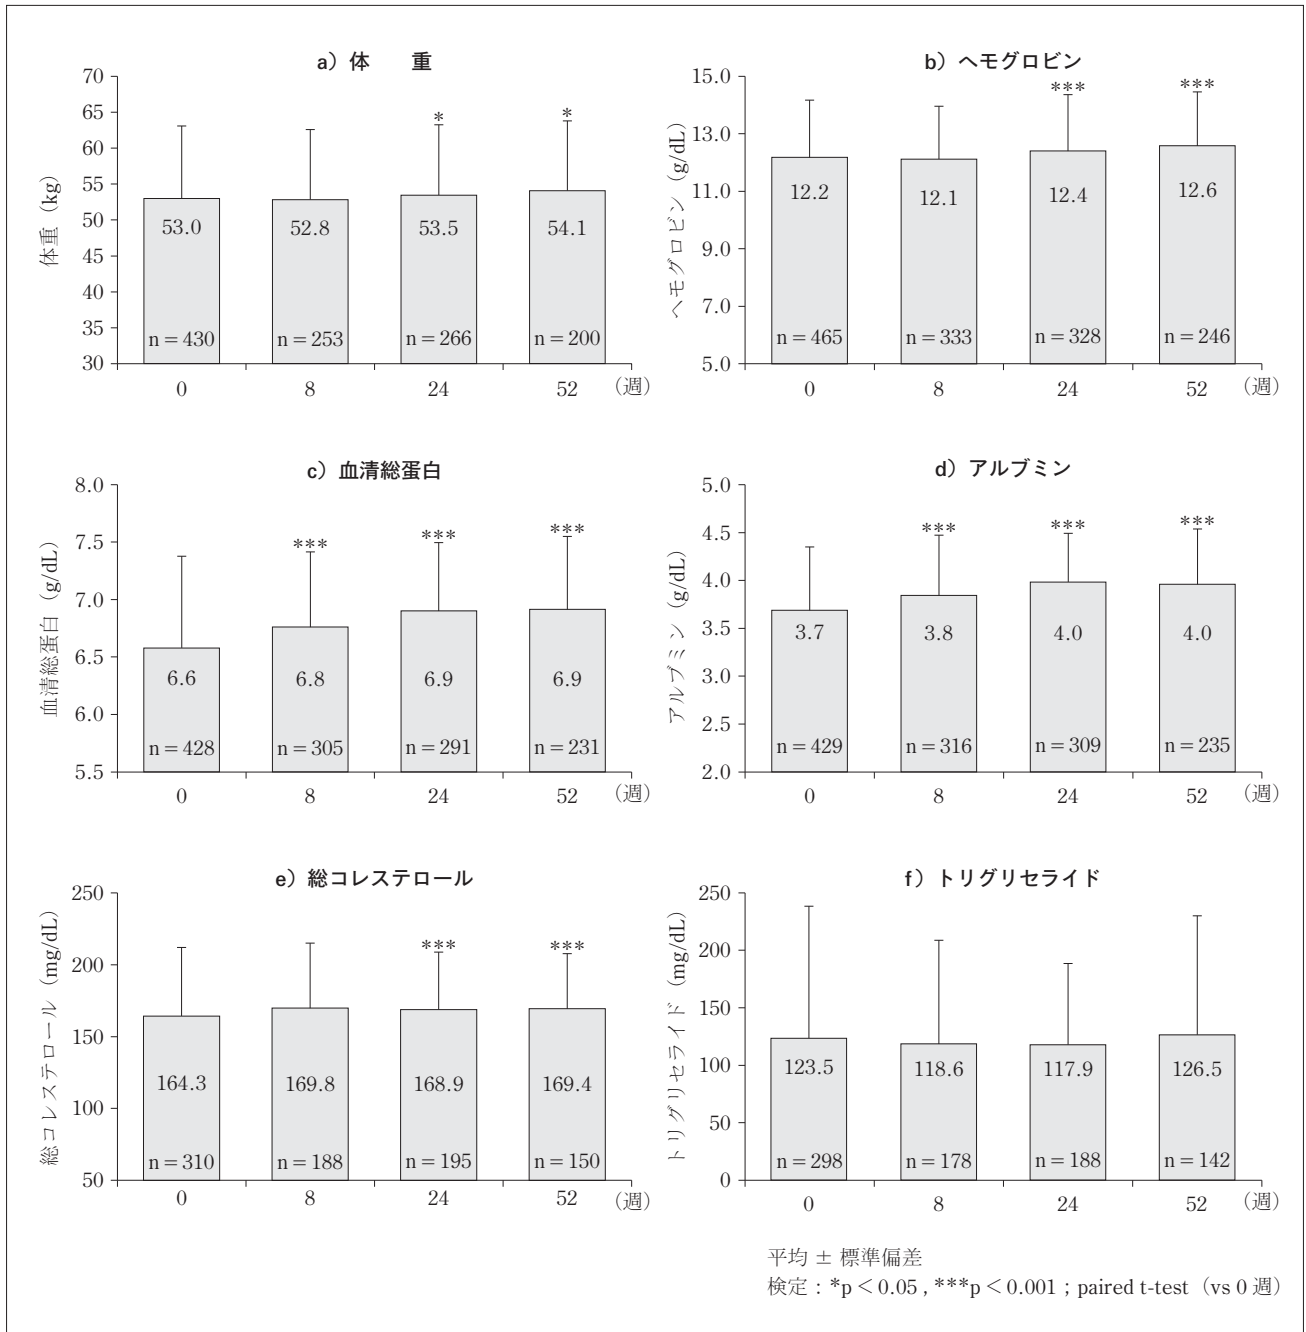 a）体　重
70
65
60
55
50
45
40
35
30
体重（kg）
* *
53.0 52.8 53.5 54.1
n＝430 n＝253 n＝266 n＝200
0 8 24 52 （週）
b）ヘモグロビン
15.0
13.0
11.0
9.0
7.0
5.0
ヘモグロビン（g/dL）
*** ***
12.2 12.1 12.4 12.6
n＝465 n＝333 n＝328 n＝246
0 8 24 52 （週）
c）血清総蛋白
8.0
7.5
7.0
6.5
6.0
5.5
血清総蛋白（g/dL）
*** *** ***
6.6 6.8 6.9 6.9
n＝428 n＝305 n＝291 n＝231
0 8 24 52 （週）
d）アルブミン
5.0
4.5
4.0
3.5
3.0
2.5
2.0
アルブミン（g/dL）
*** *** ***
3.7 3.8 4.0 4.0
n＝429 n＝316 n＝309 n＝235
0 8 24 52 （週）
e）総コレステロール
250
200
150
100
50
総コレステロール（mg/dL）
*** ***
164.3 169.8 168.9 169.4
n＝310 n＝188 n＝195 n＝150
0 8 24 52 （週）
f）トリグリセライド
250
200
150
100
50
0
トリグリセライド（mg/dL）
123.5 118.6 117.9 126.5
n＝298 n＝178 n＝188 n＝142
0 8 24 52 （週）
平均 ± 標準偏差
検定：*p＜0.05 , ***p＜0.001；paired t-test（vs 0 週）